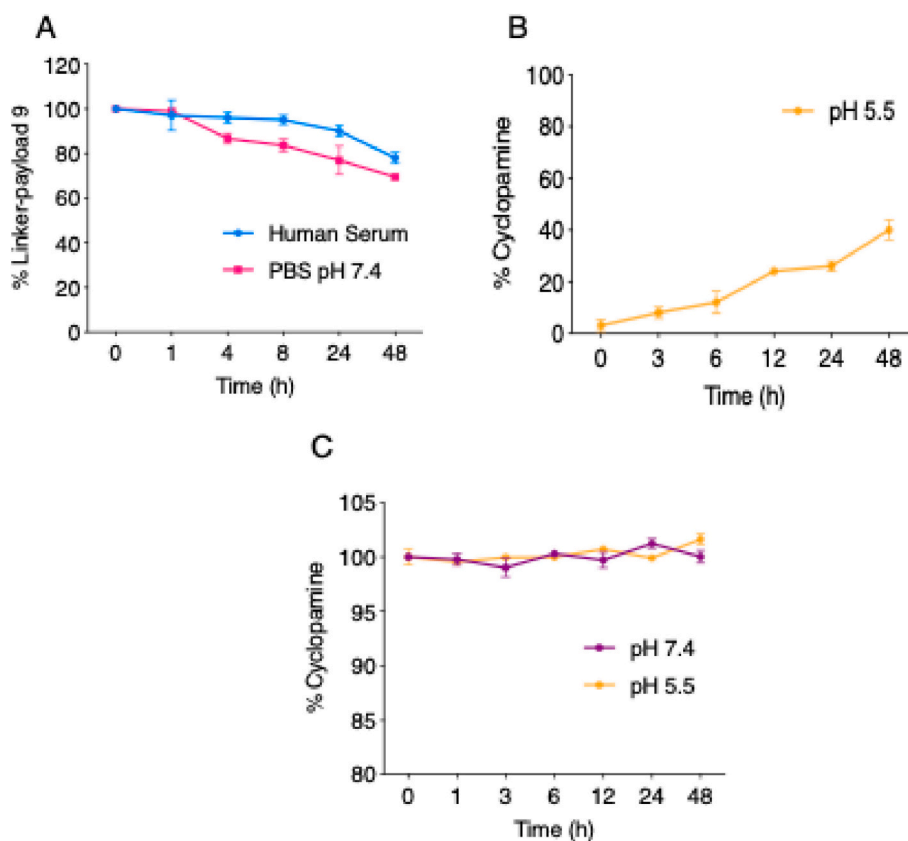 A
120
100
80
60
40
20
0
% Linker-payload 9
Human Serum
PBS pH 7.4
0 1 4 8 24 48
Time (h)
B
100
80
60
40
20
0
% Cyclopamine
pH 5.5
0 3 6 12 24 48
Time (h)
C
105
100
95
90
85
80
% Cyclopamine
pH 7.4
pH 5.5
0 1 3 6 12 24 48
Time (h)